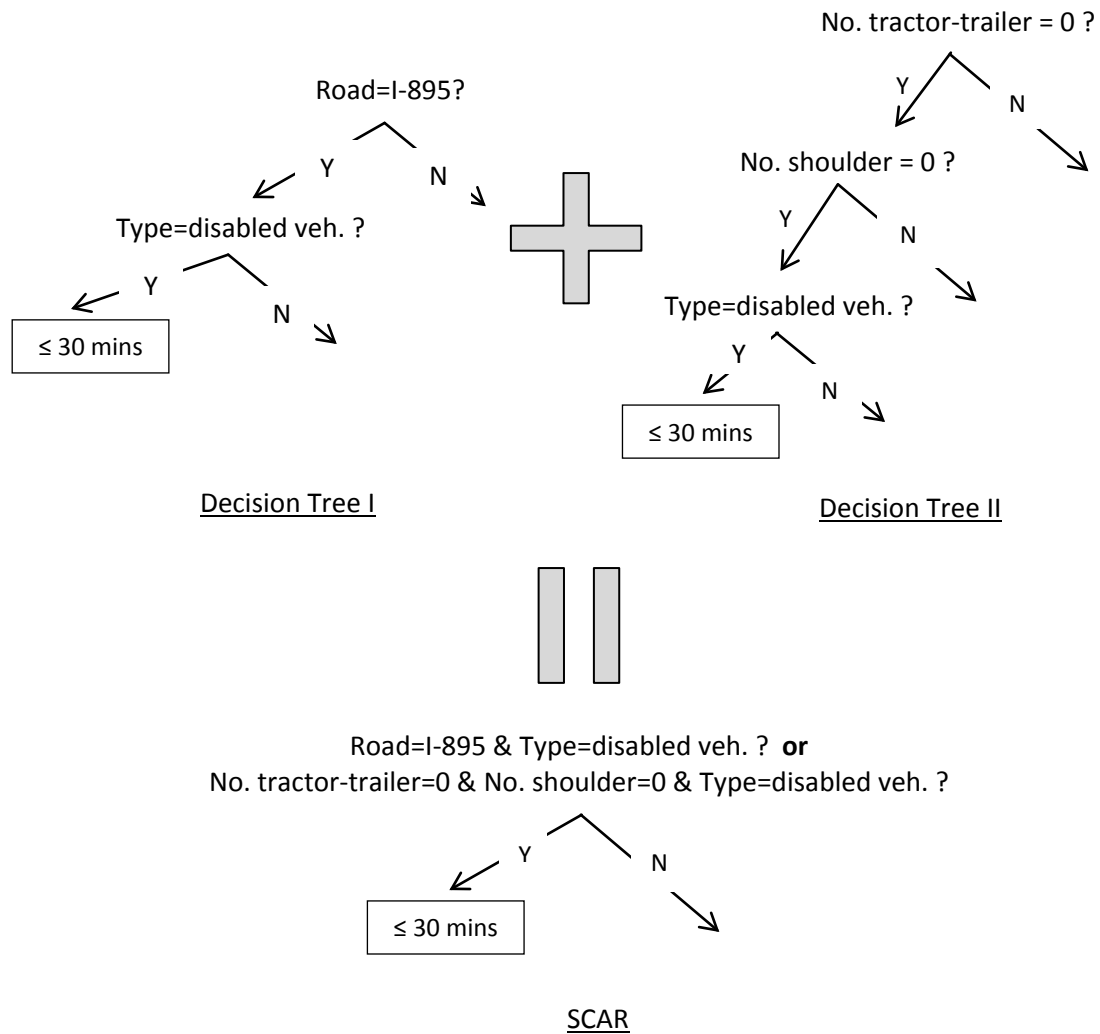 Road=I-895?
Y
N
Type=disabled veh. ?
Y
N
≤ 30 mins
Decision Tree I
No. tractor-trailer = 0 ?
Y
N
No. shoulder = 0 ?
Y
N
Type=disabled veh. ?
Y
N
≤ 30 mins
Decision Tree II
Road=I-895 & Type=disabled veh. ? or
No. tractor-trailer=0 & No. shoulder=0 & Type=disabled veh. ?
Y
N
≤ 30 mins
SCAR